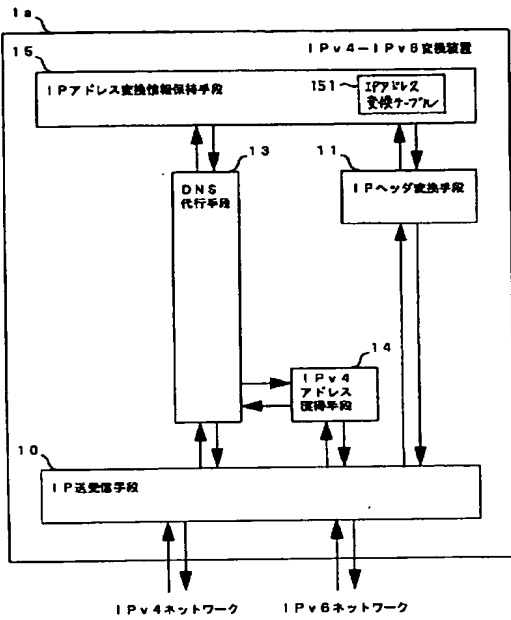 1a
IPv4-IPv6変換装置
15
IPアドレス変換情報保持手段
151
IPアドレス
変換テーブル
13
DNS
代行手段
11
IPヘッダ変換手段
14
IPv4
アドレス
獲得手段
10
IP送受信手段
IPv4ネットワーク
IPv6ネットワーク